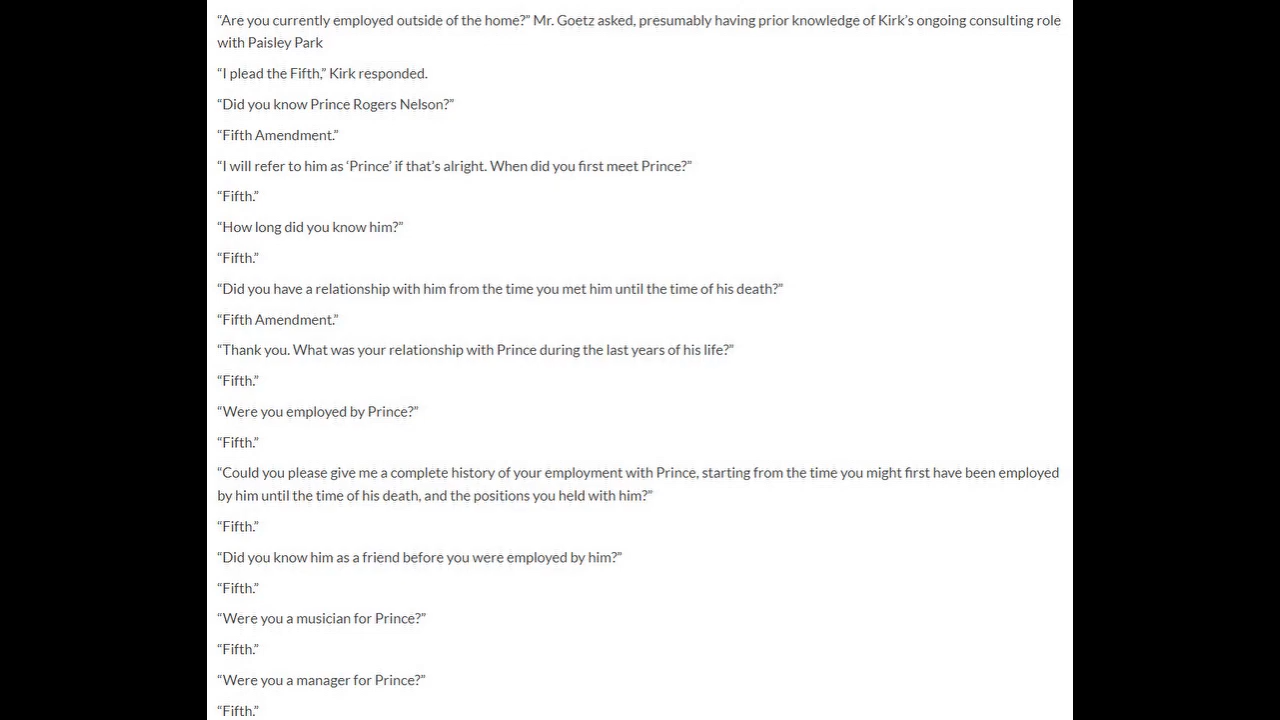 “Are you currently employed outside of the home?” Mr. Goetz asked, presumably having prior knowledge of Kirk’s ongoing consulting role
with Paisley Park
“I plead the Fifth,” Kirk responded.
“Did you know Prince Rogers Nelson?”
“Fifth Amendment.”
“I will refer to him as ‘Prince’ if that’s alright. When did you first meet Prince?”
“Fifth.”
“How long did you know him?”
“Fifth.”
“Did you have a relationship with him from the time you met him until the time of his death?”
“Fifth Amendment.”
“Thank you. What was your relationship with Prince during the last years of his life?”
“Fifth.”
“Were you employed by Prince?”
“Fifth.”
“Could you please give me a complete history of your employment with Prince, starting from the time you might first have been employed
by him until the time of his death, and the positions you held with him?”
“Fifth.”
“Did you know him as a friend before you were employed by him?”
“Fifth.”
“Were you a musician for Prince?”
“Fifth.”
“Were you a manager for Prince?”
“Fifth.”